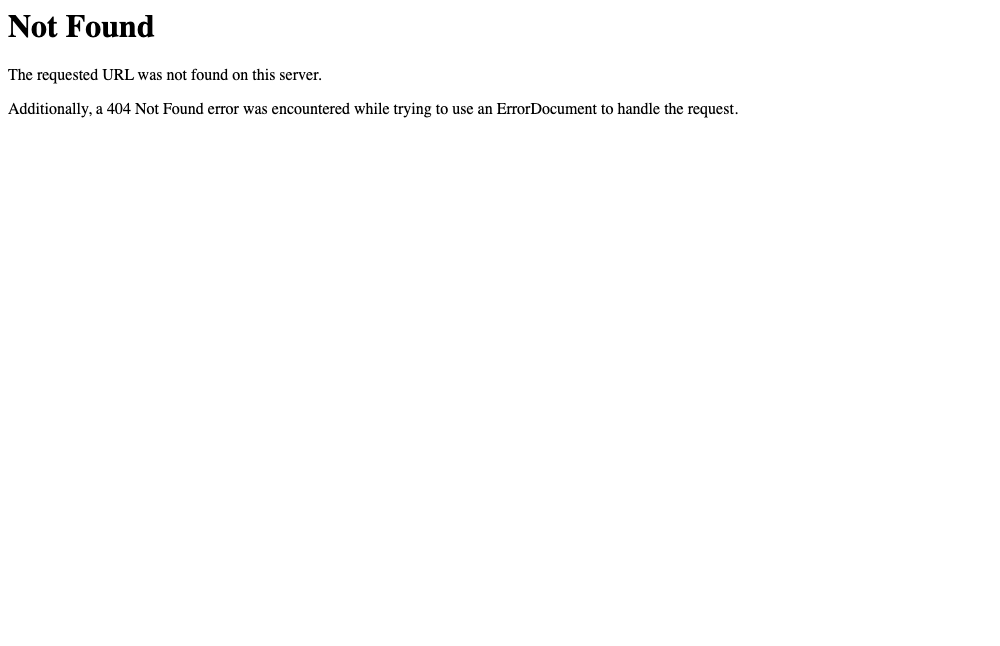 Not Found
The requested URL was not found on this server.
Additionally, a 404 Not Found error was encountered while trying to use an ErrorDocument to handle the request.